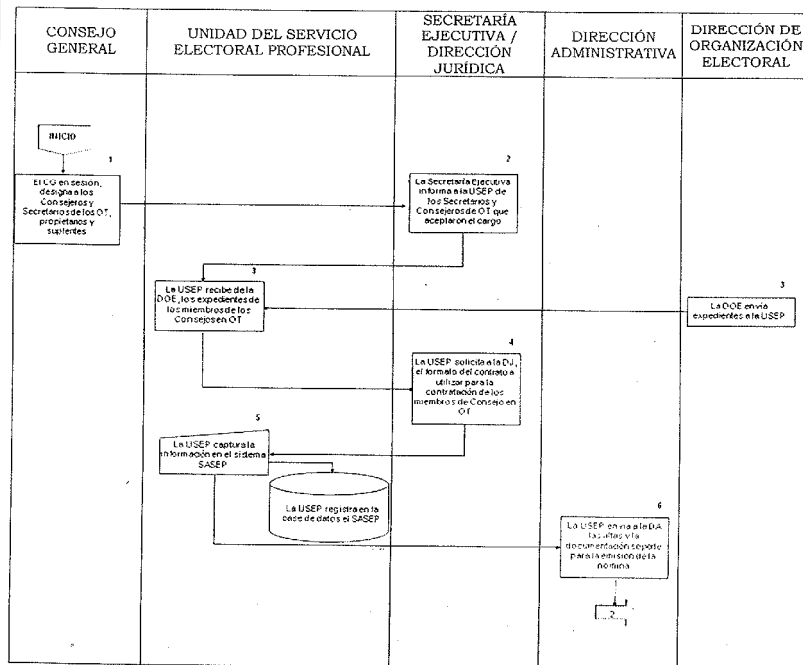 CONSEJO
GENERAL
UNIDAD DEL SERVICIO
ELECTORAL PROFESIONAL
SECRETARÍA
EJECUTIVA /
DIRECCIÓN
JURÍDICA
DIRECCIÓN
ADMINISTRATIVA
DIRECCIÓN DE
ORGANIZACIÓN
ELECTORAL
INICIO
1
El CG en sesión,
designa a los
Consejeros y
Secretarios de los OT,
propietarios y
suplentes
2
La Secretaría Ejecutiva
informa a la USEP de
los Secretarios y
Consejeros de OT que
aceptaron el cargo
3
La USEP recibe de la
DOE, los expedientes de
los miembros de los
Consejos en OT
3
La DOE envía
expedientes a la USEP
4
La USEP solicita a la DJ,
el formato del contrato a
utilizar para la
contratación de los
miembros de Consejo en
OT
5
La USEP captura la
información en el sistema
SASEP
La USEP registra en la
base de datos el SASEP
6
La USEP envía a la DA
las altas y la
documentación soporte
para la emisión de la
nómina
2